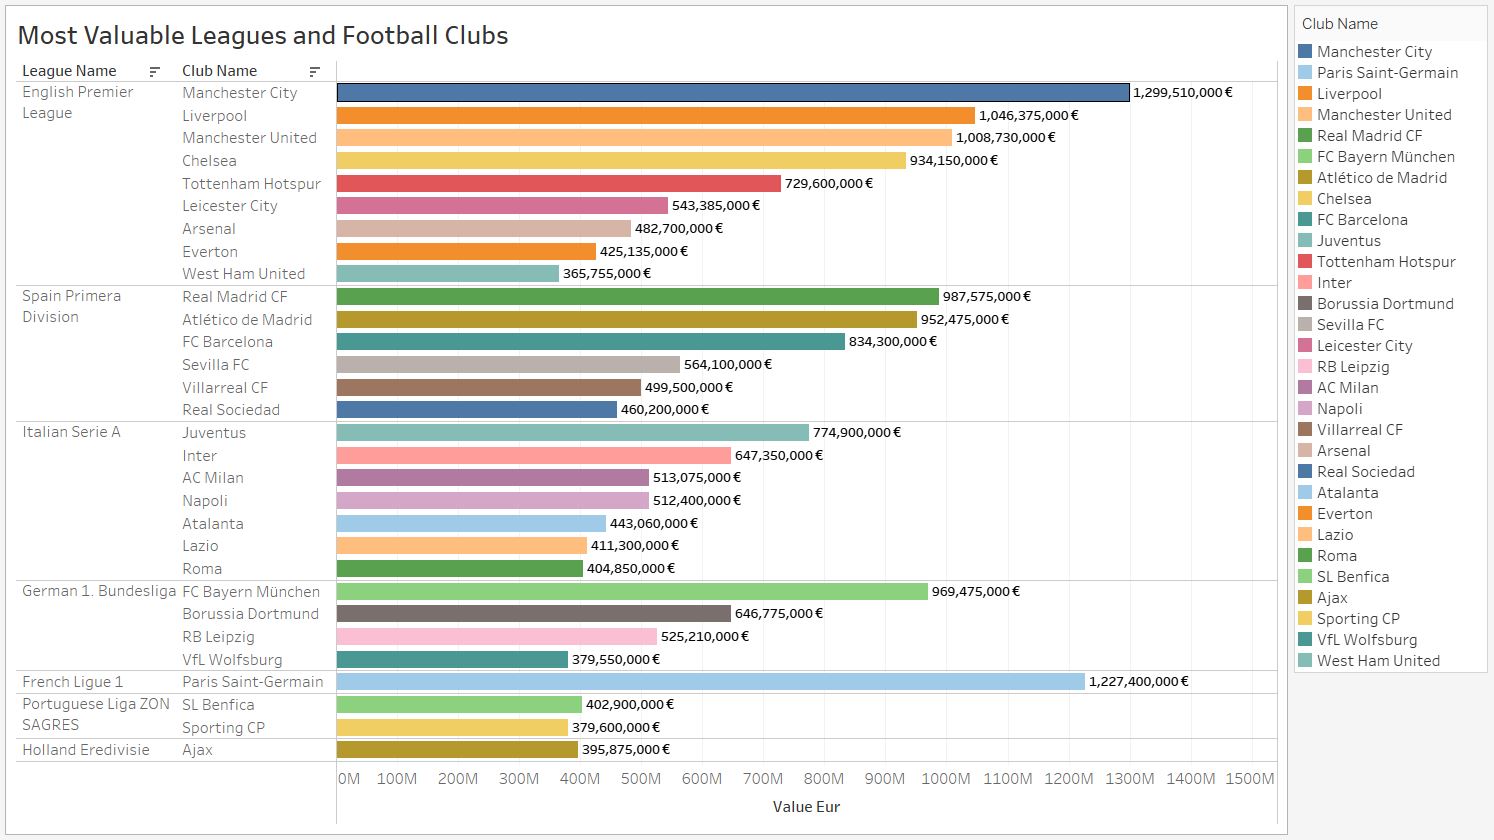 Most Valuable Leagues and Football Clubs
League Name Club Name
English Premier
League
Manchester City 1,299,510,000 €
Liverpool 1,046,375,000 €
Manchester United 1,008,730,000 €
Chelsea 934,150,000 €
Tottenham Hotspur 729,600,000 €
Leicester City 543,385,000 €
Arsenal 482,700,000 €
Everton 425,135,000 €
West Ham United 365,755,000 €
Spain Primera
Division
Real Madrid CF 987,575,000 €
Atlético de Madrid 952,475,000 €
FC Barcelona 834,300,000 €
Sevilla FC 564,100,000 €
Villarreal CF 499,500,000 €
Real Sociedad 460,200,000 €
Italian Serie A
Juventus 774,900,000 €
Inter 647,350,000 €
AC Milan 513,075,000 €
Napoli 512,400,000 €
Atalanta 443,060,000 €
Lazio 411,300,000 €
Roma 404,850,000 €
German 1. Bundesliga
FC Bayern München 969,475,000 €
Borussia Dortmund 646,775,000 €
RB Leipzig 525,210,000 €
VfL Wolfsburg 379,550,000 €
French Ligue 1
Paris Saint-Germain 1,227,400,000 €
Portuguese Liga ZON
SAGRES
SL Benfica 402,900,000 €
Sporting CP 379,600,000 €
Holland Eredivisie
Ajax 395,875,000 €
0M 100M 200M 300M 400M 500M 600M 700M 800M 900M 1000M 1100M 1200M 1300M 1400M 1500M
Value Eur
Club Name
Manchester City
Paris Saint-Germain
Liverpool
Manchester United
Real Madrid CF
FC Bayern München
Atlético de Madrid
Chelsea
FC Barcelona
Juventus
Tottenham Hotspur
Inter
Borussia Dortmund
Sevilla FC
Leicester City
RB Leipzig
AC Milan
Napoli
Villarreal CF
Arsenal
Real Sociedad
Atalanta
Everton
Lazio
Roma
SL Benfica
Ajax
Sporting CP
VfL Wolfsburg
West Ham United